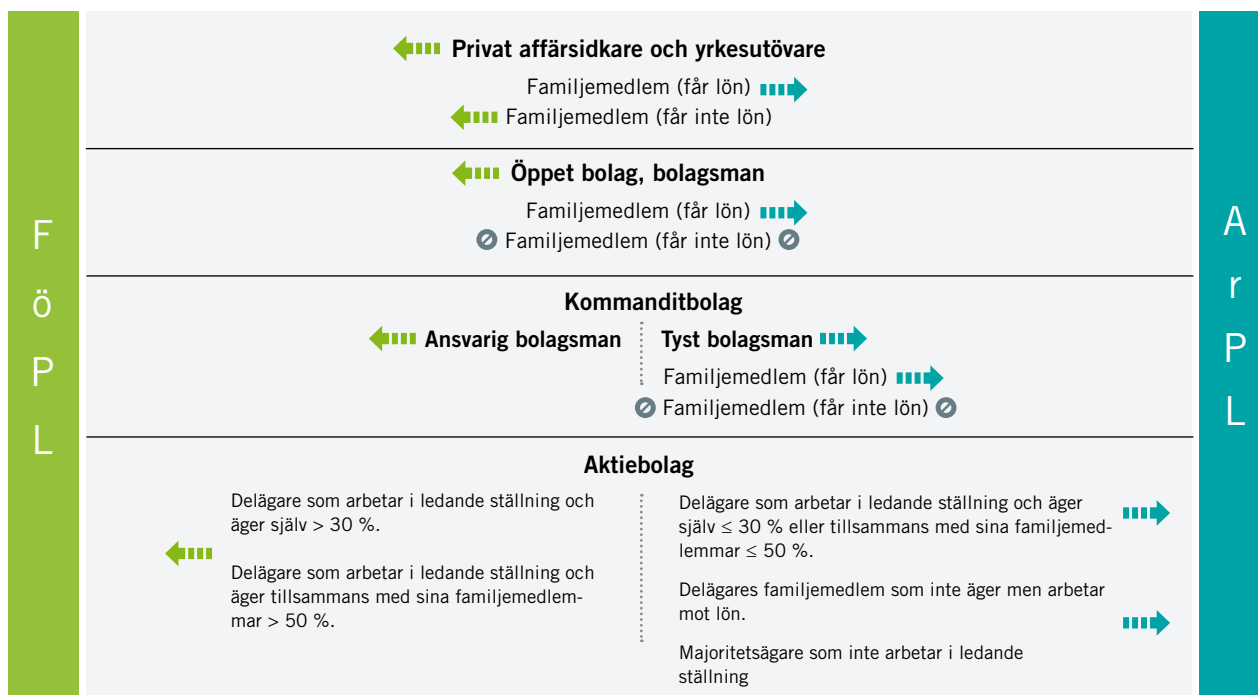 FöPL
Privat affärsidkare och yrkesutövare
Familjemedlem (får lön)
Familjemedlem (får inte lön)
Öppet bolag, bolagsman
Familjemedlem (får lön)
Familjemedlem (får inte lön)
Kommanditbolag
Ansvarig bolagsman
Tyst bolagsman
Familjemedlem (får lön)
Familjemedlem (får inte lön)
Aktiebolag
Delägare som arbetar i ledande ställning och
äger själv > 30 %.
Delägare som arbetar i ledande ställning och
äger tillsammans med sina familjemedlem-
mar > 50 %.
Delägare som arbetar i ledande ställning och äger
själv ≤ 30 % eller tillsammans med sina familjemed-
lemmar ≤ 50 %.
Delägares familjemedlem som inte äger men arbetar
mot lön.
Majoritetsägare som inte arbetar i ledande
ställning
ArPL